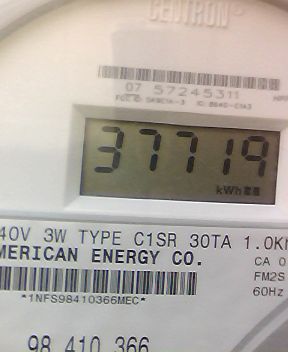 CENTRON®
07 57245311
37719
kWh
40V 3W TYPE C1SR 30TA 1.0K
MERICAN ENERGY CO.
CA 0
FM2S
60Hz
*1NFS98410366MEC*
98 410 366